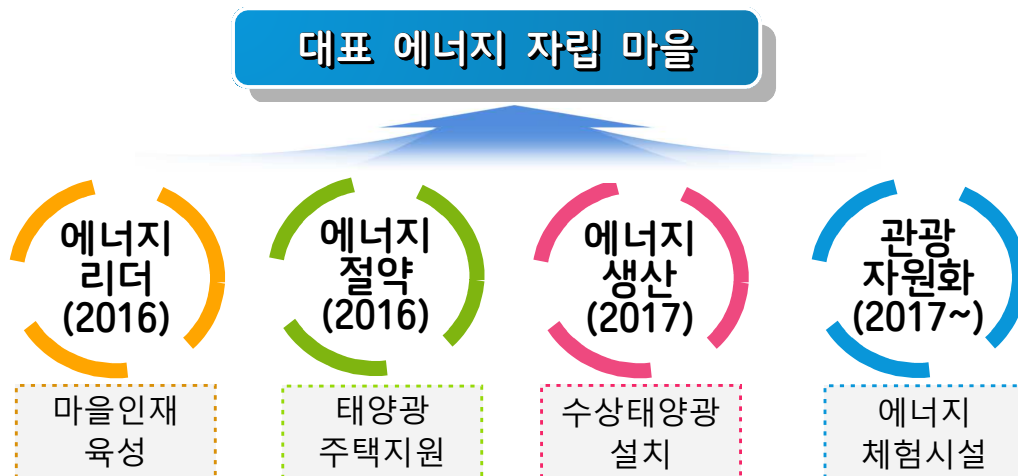 대표 에너지 자립 마을
에너지
리더
(2016)
에너지
절약
(2016)
에너지
생산
(2017)
관광
자원화
(2017~)
마을인재
육성
태양광
주택지원
수상태양광
설치
에너지
체험시설